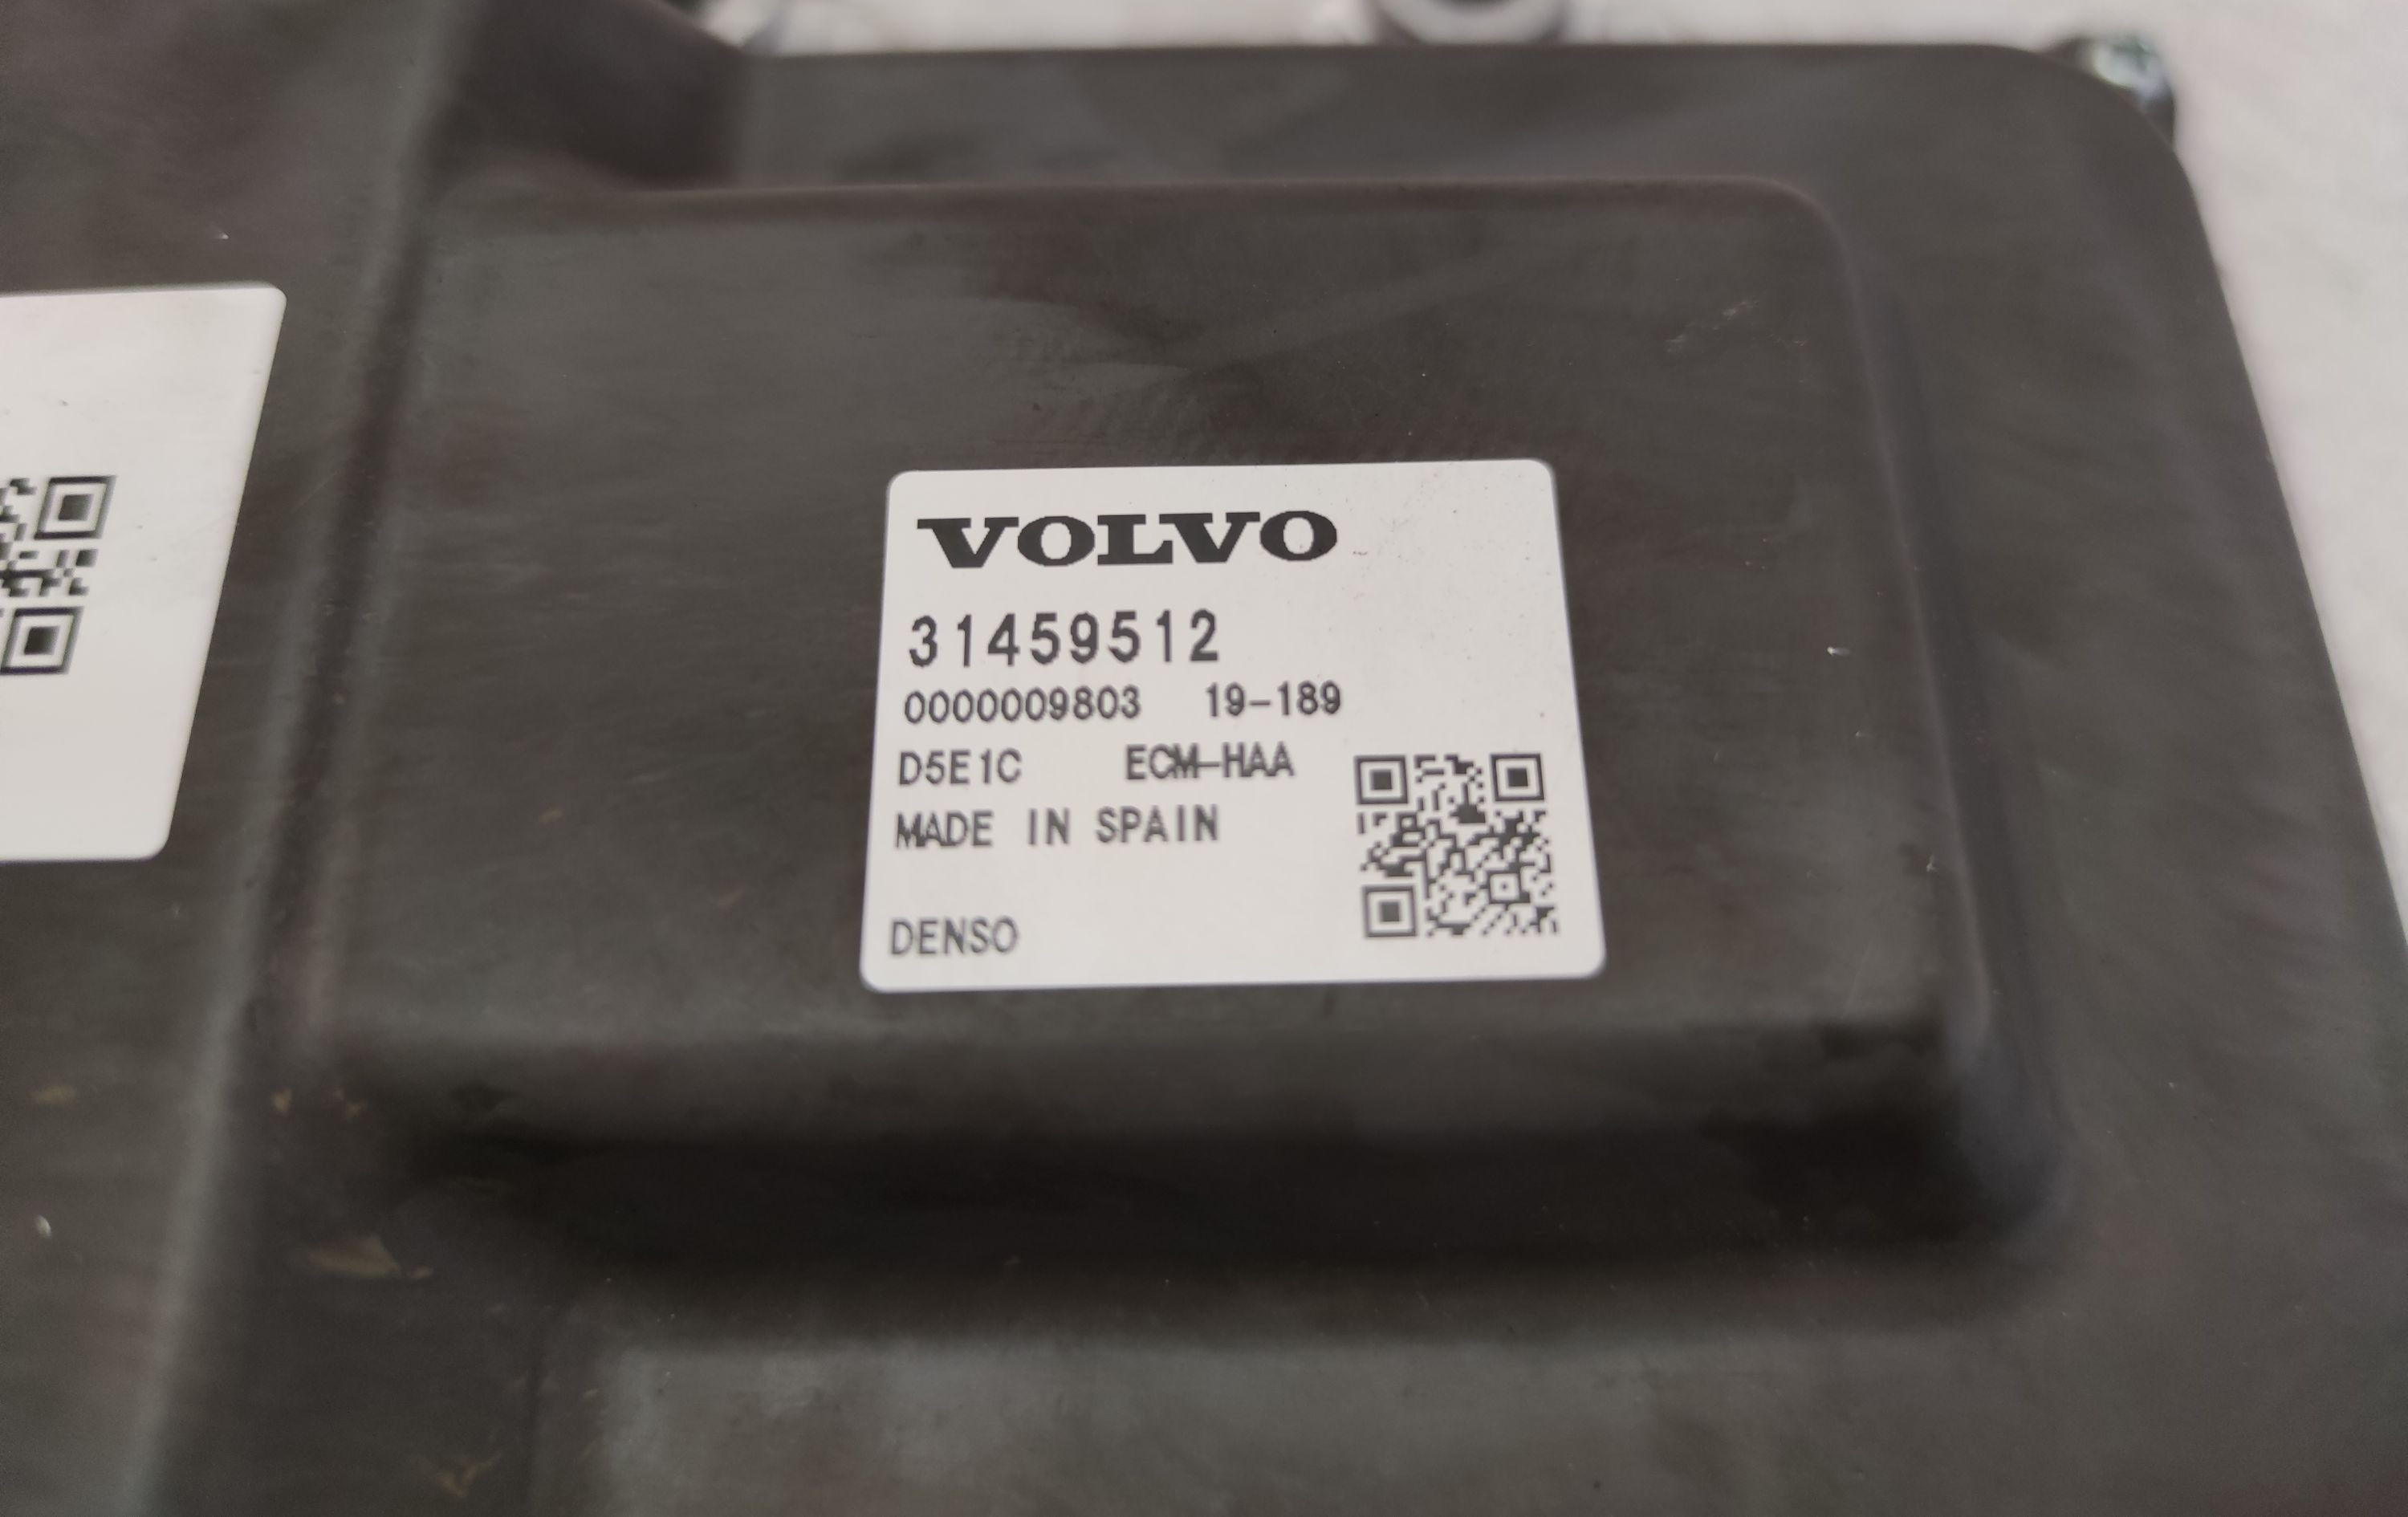 VOLVO
31459512
0000009803 19-189
D5E1C ECM-HAA
MADE IN SPAIN
DENSO